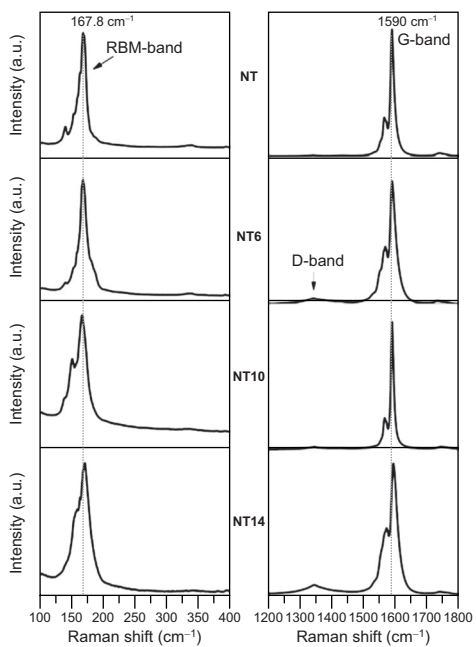 167.8 cm⁻¹
1590 cm⁻¹
RBM-band
NT
G-band
Intensity (a.u.)
NT6
D-band
Intensity (a.u.)
NT10
Intensity (a.u.)
NT14
Intensity (a.u.)
100 150 200 250 300 350 400
1200 1300 1400 1500 1600 1700 1800
Raman shift (cm⁻¹)
Raman shift (cm⁻¹)